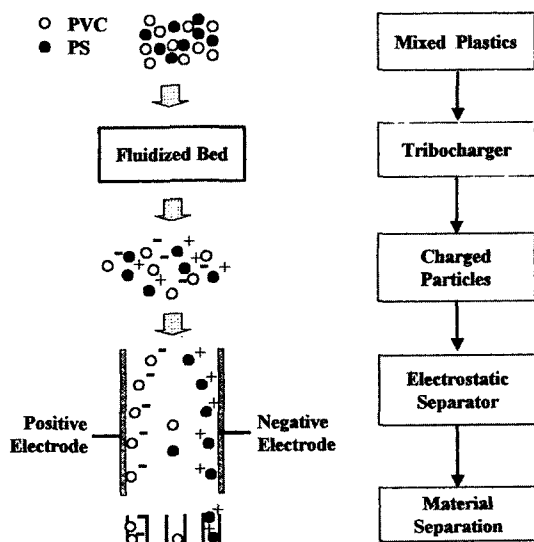 PVC
PS
Fluidized Bed
Positive
Electrode
Negative
Electrode
Mixed Plastics
Tribocharger
Charged
Particles
Electrostatic
Separator
Material
Separation